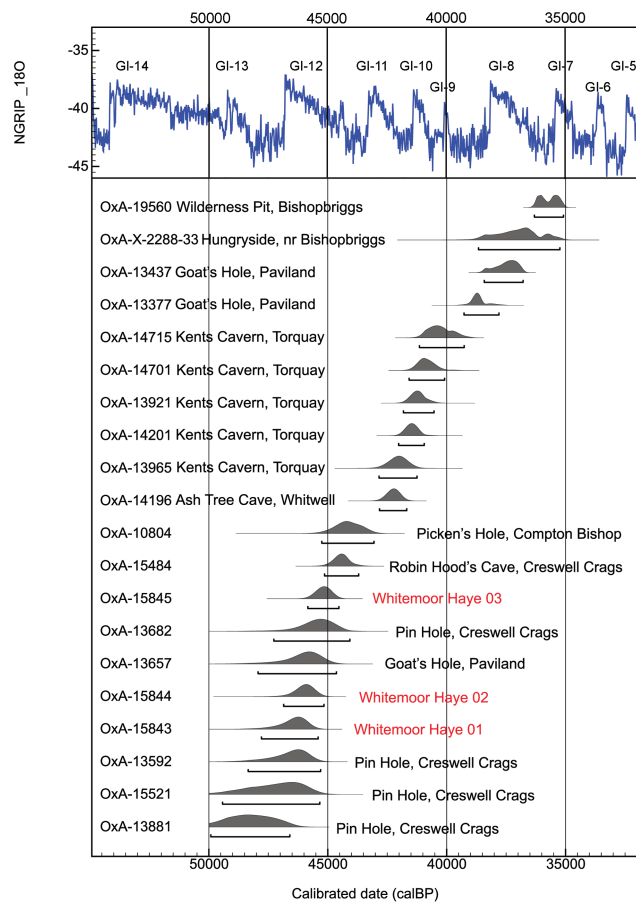 50000 45000 40000 35000
-35
GI-14 GI-13 GI-12 GI-11 GI-10 GI-8 GI-7 GI-5
GI-9 GI-6
-40
-45
NGRIP _18O
OxA-19560 Wilderness Pit, Bishopbriggs
OxA-X-2288-33 Hungryside, nr Bishopbriggs
OxA-13437 Goat's Hole, Paviland
OxA-13377 Goat's Hole, Paviland
OxA-14715 Kents Cavern, Torquay
OxA-14701 Kents Cavern, Torquay
OxA-13921 Kents Cavern, Torquay
OxA-14201 Kents Cavern, Torquay
OxA-13965 Kents Cavern, Torquay
OxA-14196 Ash Tree Cave, Whitwell
OxA-10804 Picken's Hole, Compton Bishop
OxA-15484 Robin Hood's Cave, Creswell Crags
OxA-15845 Whitemoor Haye 03
OxA-13682 Pin Hole, Creswell Crags
OxA-13657 Goat's Hole, Paviland
OxA-15844 Whitemoor Haye 02
OxA-15843 Whitemoor Haye 01
OxA-13592 Pin Hole, Creswell Crags
OxA-15521 Pin Hole, Creswell Crags
OxA-13881 Pin Hole, Creswell Crags
50000 45000 40000 35000
Calibrated date (calBP)